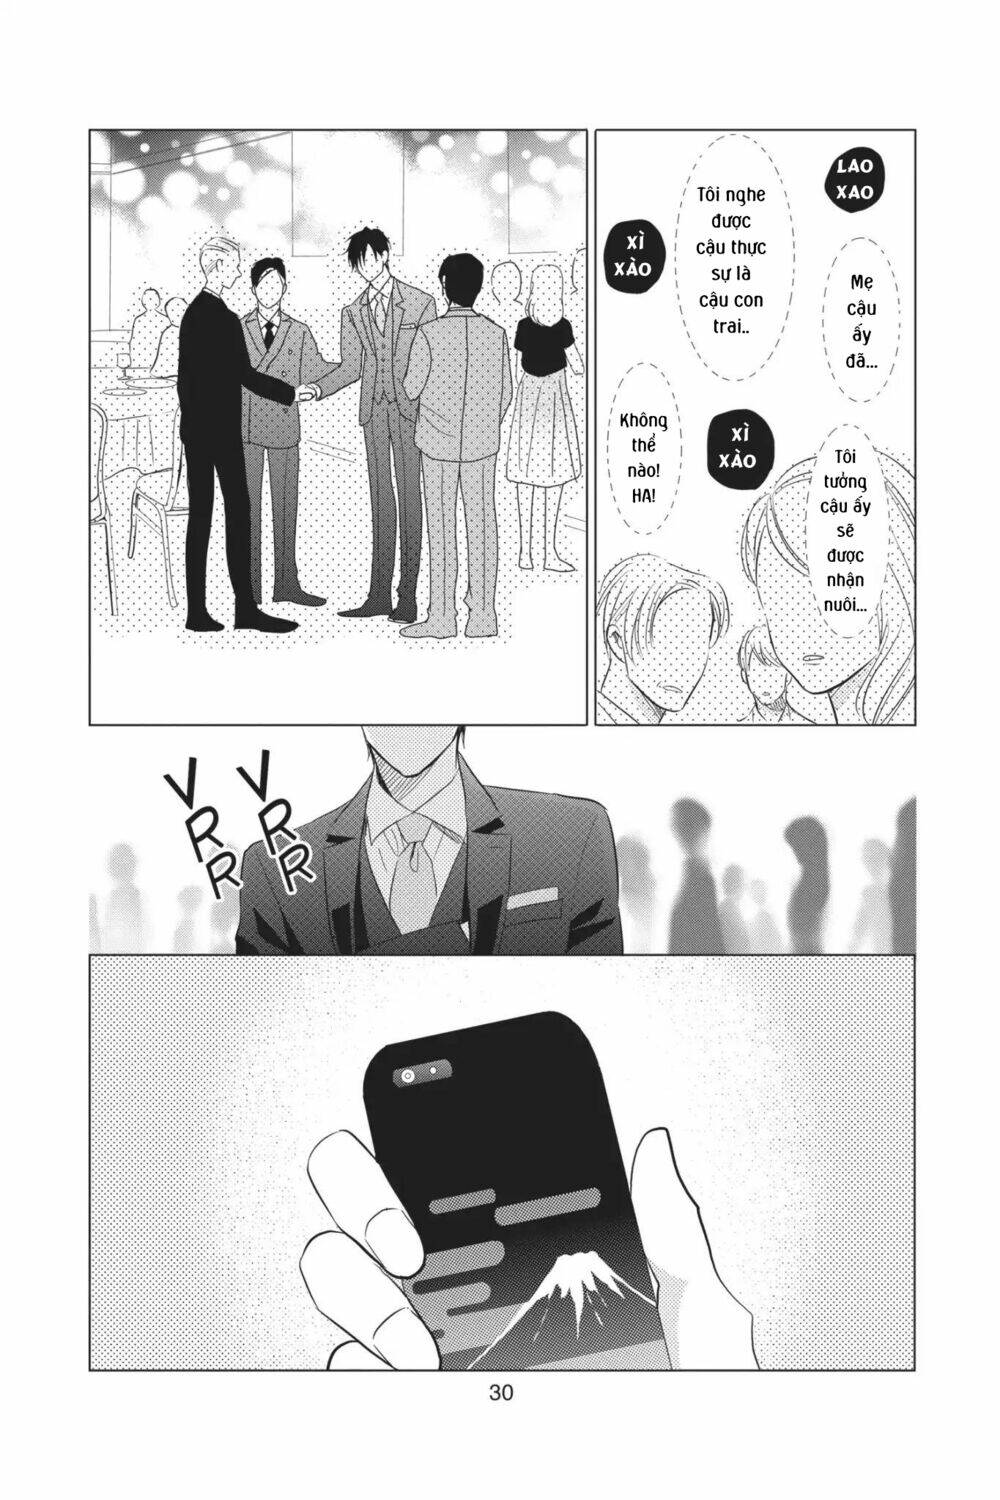 LAO
XAO
Tôi nghe
được
cậu thực
sự là
cậu con
trai..
XÌ
XÀO
Mẹ
cậu
ấy
đã...
Không
thể
nào!
HA!
XÌ
XÀO
Tôi
tưởng
cậu ấy
sẽ
được
nhận
nuôi...
VRR
VRR
30